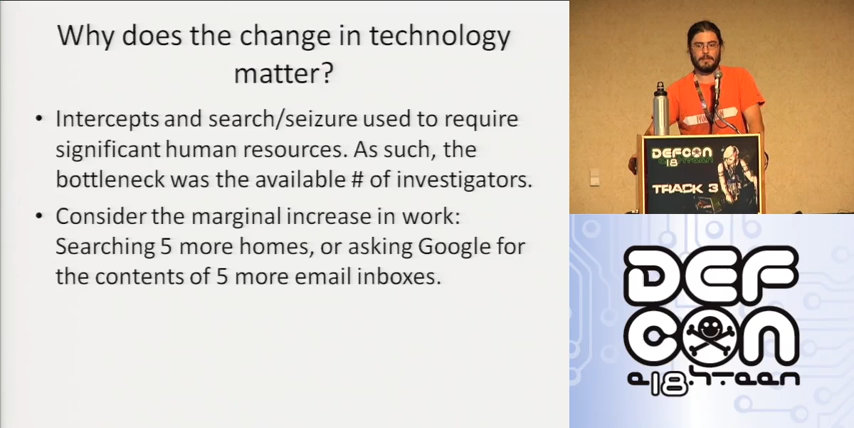 Why does the change in technology
matter?
• Intercepts and search/seizure used to require
significant human resources. As such, the
bottleneck was the available # of investigators.
• Consider the marginal increase in work:
Searching 5 more homes, or asking Google for
the contents of 5 more email inboxes.
DEFCON
18
TRACK 3
DEF
CON
e18hteen